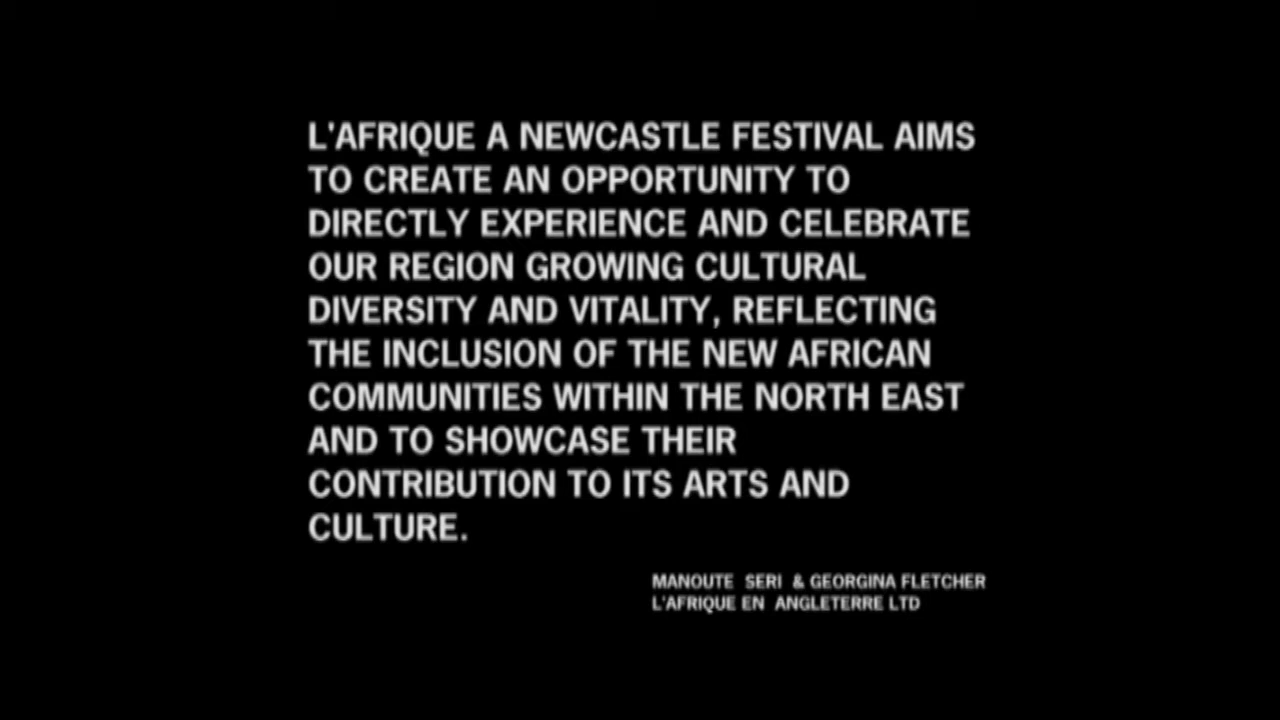 L'AFRIQUE A NEWCASTLE FESTIVAL AIMS
TO CREATE AN OPPORTUNITY TO
DIRECTLY EXPERIENCE AND CELEBRATE
OUR REGION GROWING CULTURAL
DIVERSITY AND VITALITY, REFLECTING
THE INCLUSION OF THE NEW AFRICAN
COMMUNITIES WITHIN THE NORTH EAST
AND TO SHOWCASE THEIR
CONTRIBUTION TO ITS ARTS AND
CULTURE.
MANOUTE SERI & GEORGINA FLETCHER
L'AFRIQUE EN ANGLETERRE LTD